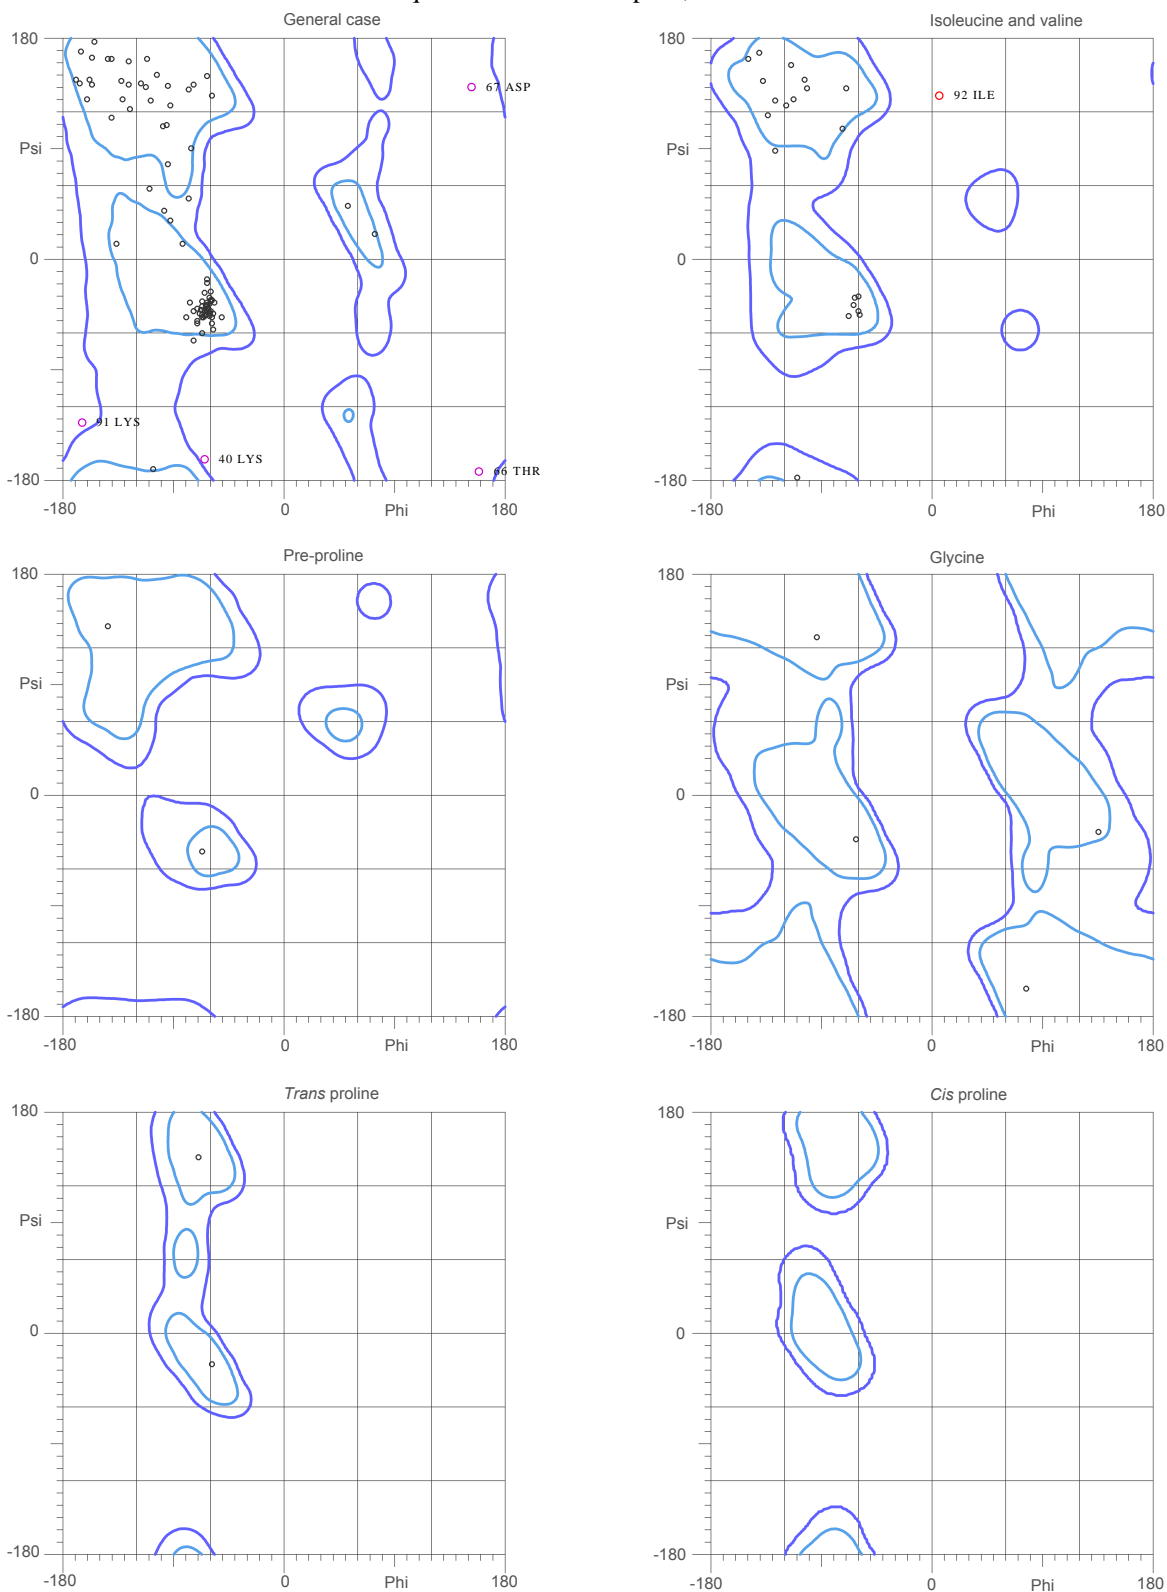 General case
Isoleucine and valine
180
67 ASP
Psi
0
91 LYS
40 LYS
66 THR
-180
-180
0
Phi
180
180
92 ILE
Psi
0
-180
-180
0
Phi
180
Pre-proline
Glycine
180
Psi
0
-180
-180
0
Phi
180
180
Psi
0
-180
-180
0
Phi
180
Trans proline
Cis proline
180
Psi
0
-180
-180
0
Phi
180
180
Psi
0
-180
-180
0
Phi
180